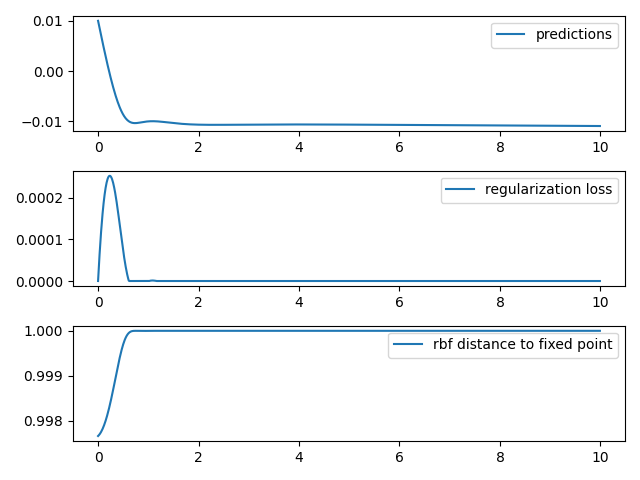 0.01
predictions
0.00
−0.01
0 2 4 6 8 10
regularization loss
0.0002
0.0001
0.0000
0 2 4 6 8 10
1.000
rbf distance to fixed point
0.999
0.998
0 2 4 6 8 10